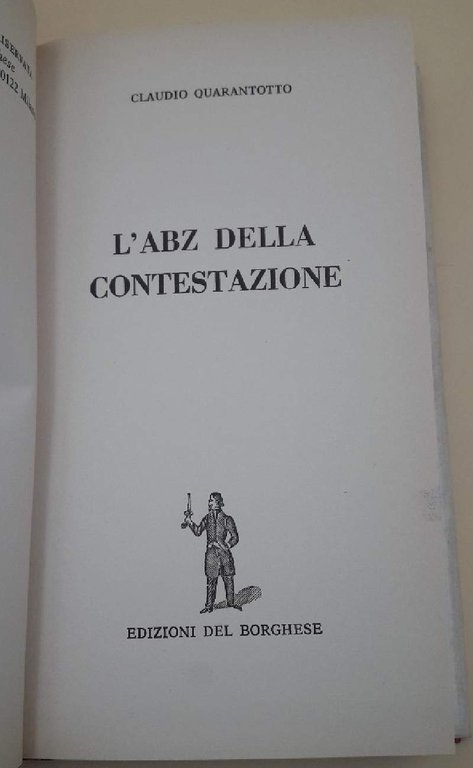 CLAUDIO QUARANTOTTO
L'ABZ DELLA
CONTESTAZIONE
EDIZIONI DEL BORGHESE